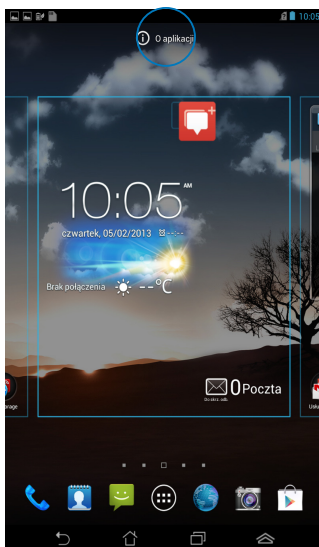 10:05
O aplikacji
10:05 AM
czwartek, 05/02/2013 --:--
Brak połączenia --°C
0 Poczta